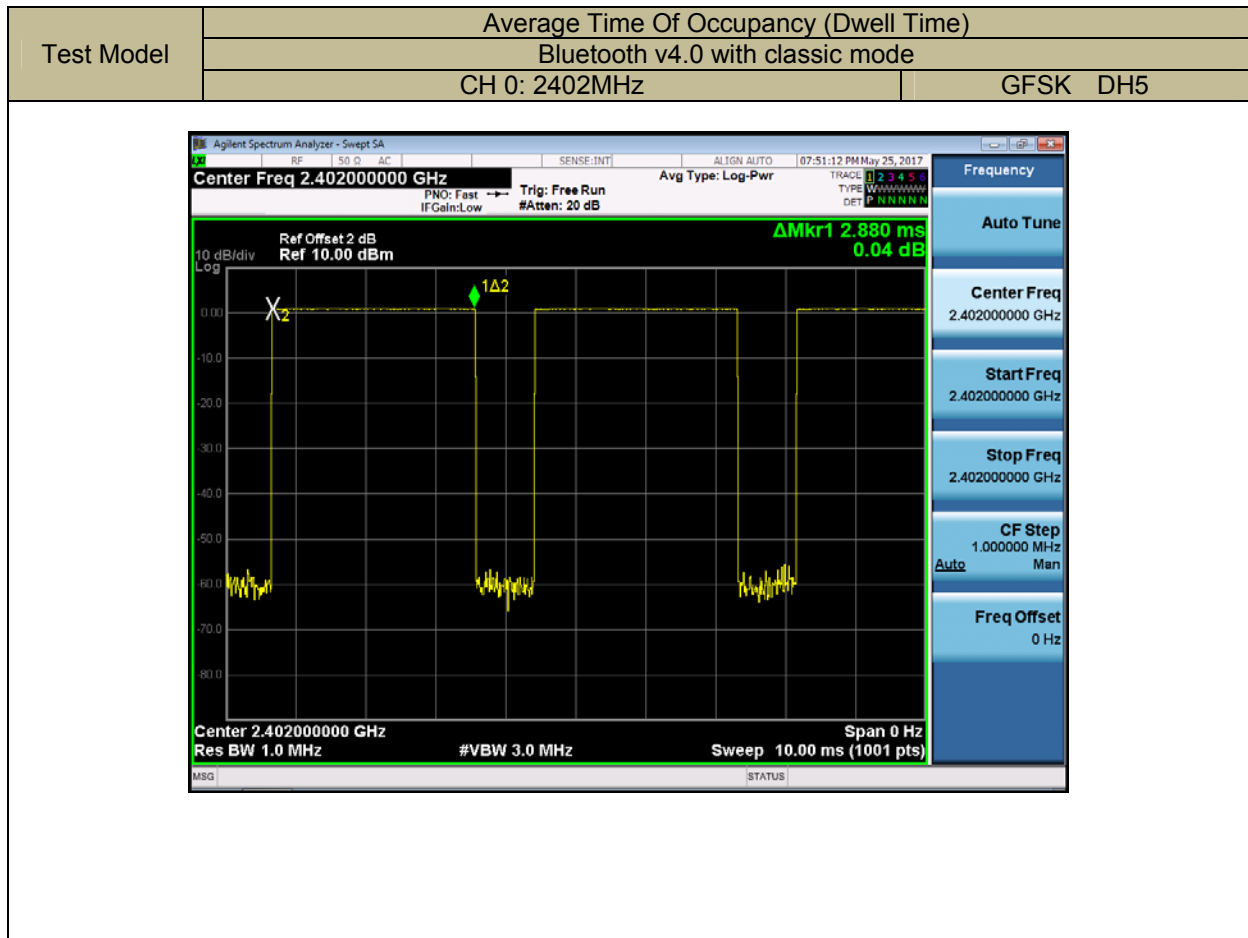 Test Model
Average Time Of Occupancy (Dwell Time)
Bluetooth v4.0 with classic mode
CH 0: 2402MHz GFSK DH5
Agilent Spectrum Analyzer - Swept SA
LXI RF 50 Ω AC SENSE:INT ALIGN AUTO 07:51:12 PM May 25, 2017
Center Freq 2.402000000 GHz
PNO: Fast
IFGain:Low
Trig: Free Run
#Atten: 20 dB
Avg Type: Log-Pwr
TRACE 1 2 3 4 5 6
TYPE WWWWWW
DET P N N N N N
ΔMkr1 2.880 ms
0.04 dB
Ref Offset 2 dB
10 dB/div Ref 10.00 dBm
Log
1Δ2
X2
0.00
-10.0
-20.0
-30.0
-40.0
-50.0
-60.0
-70.0
-80.0
Center 2.402000000 GHz Span 0 Hz
Res BW 1.0 MHz #VBW 3.0 MHz Sweep 10.00 ms (1001 pts)
MSG STATUS
Frequency
Auto Tune
Center Freq
2.402000000 GHz
Start Freq
2.402000000 GHz
Stop Freq
2.402000000 GHz
CF Step
1.000000 MHz
Auto Man
Freq Offset
0 Hz